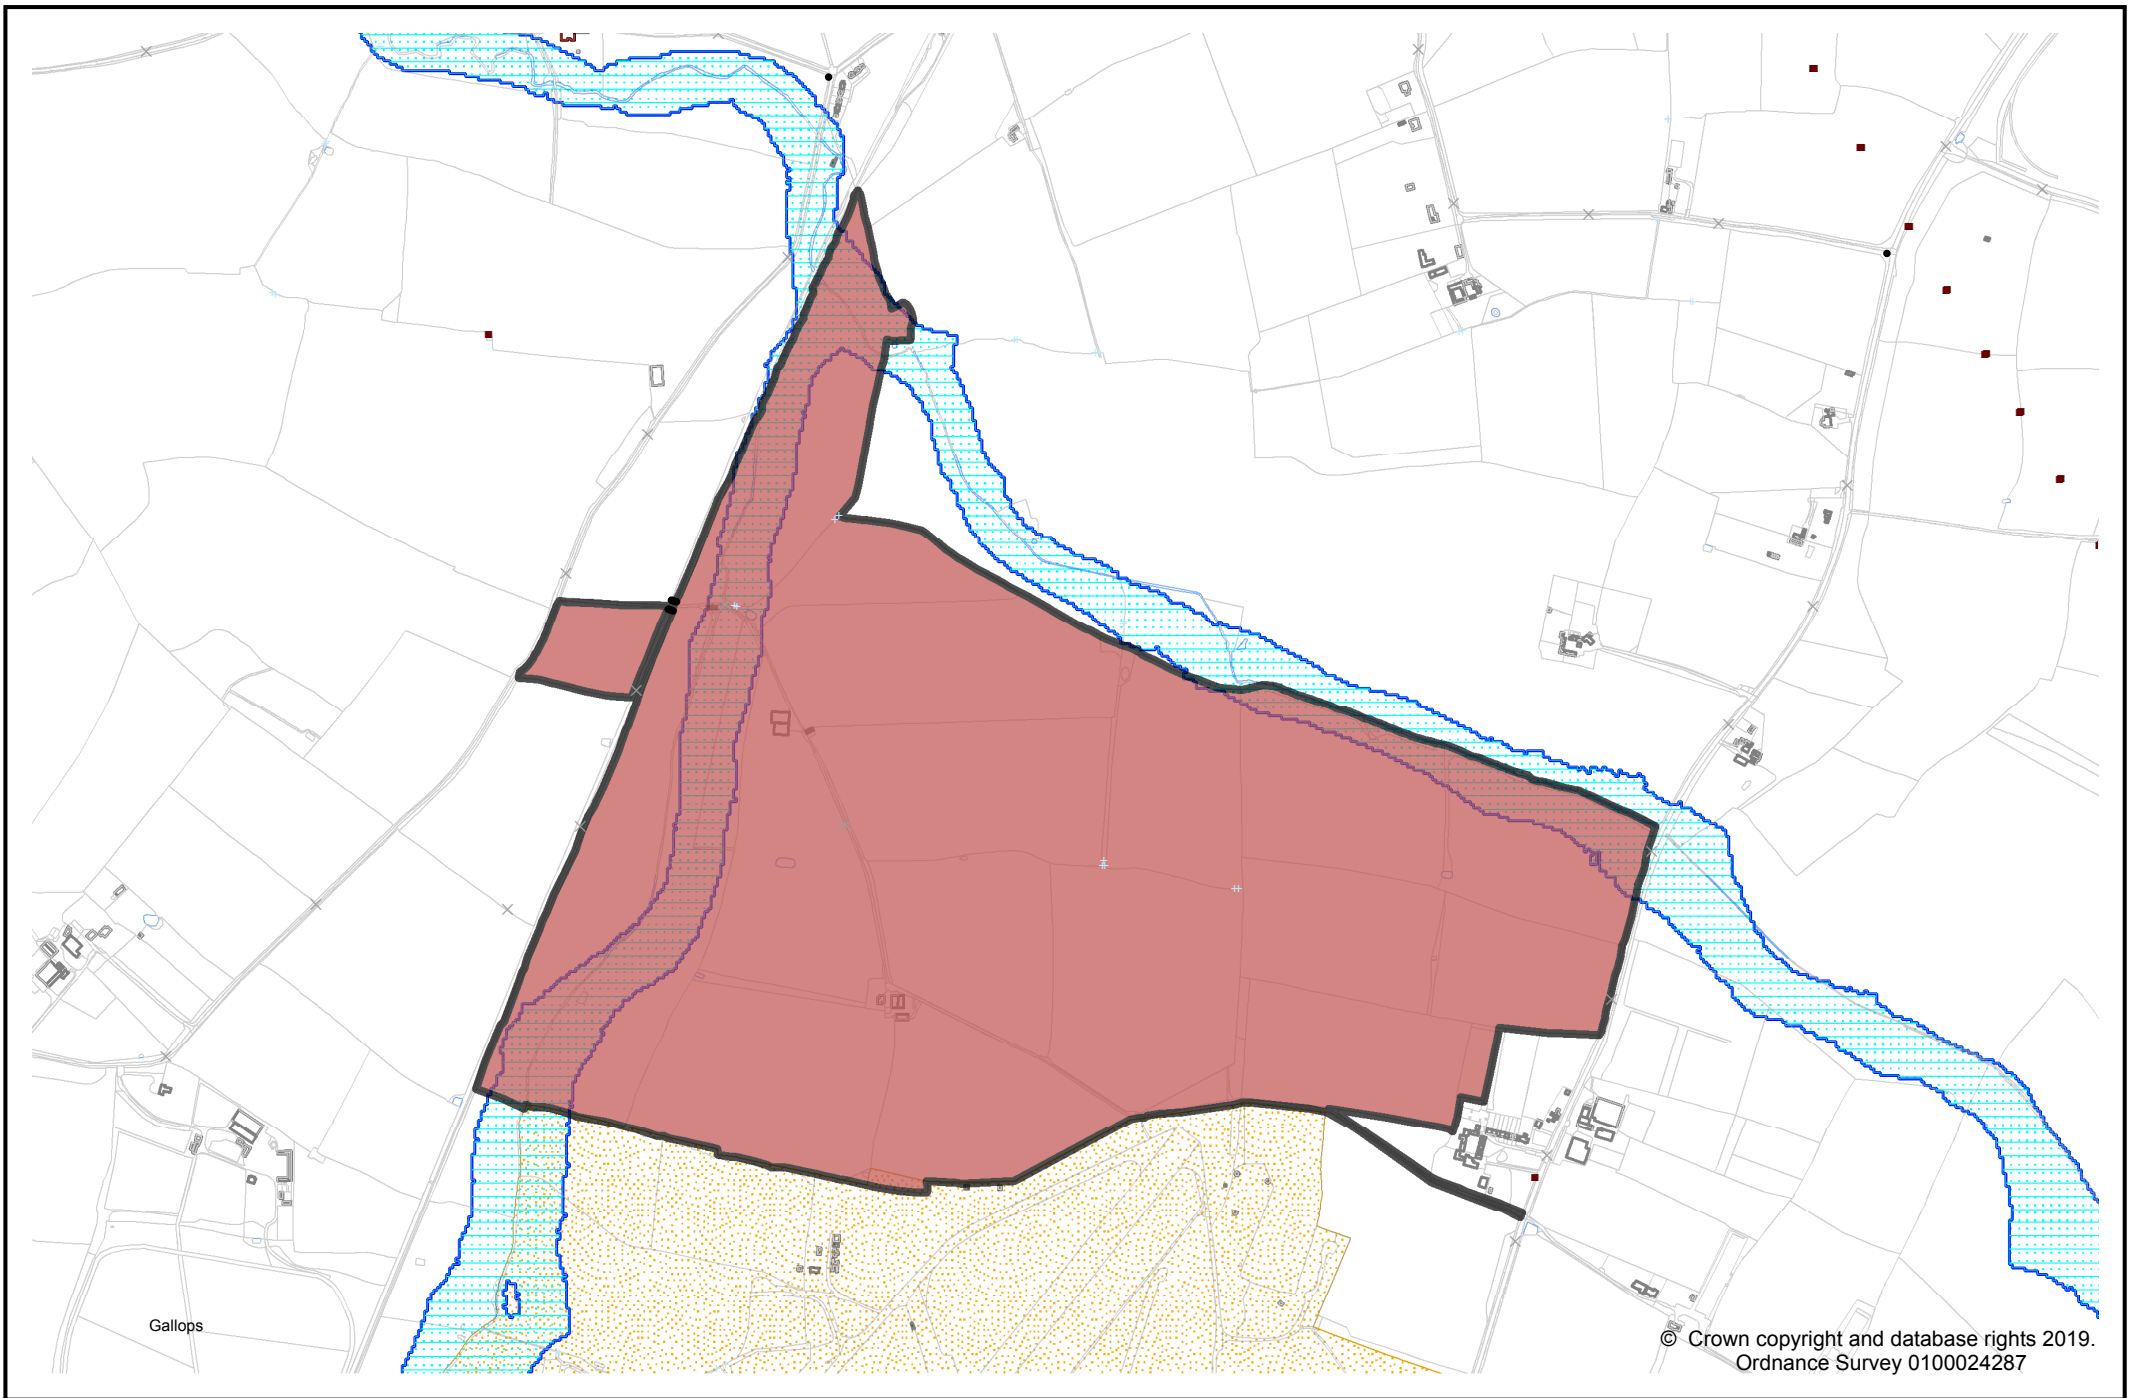 Gallops
© Crown copyright and database rights 2019.
Ordnance Survey 0100024287